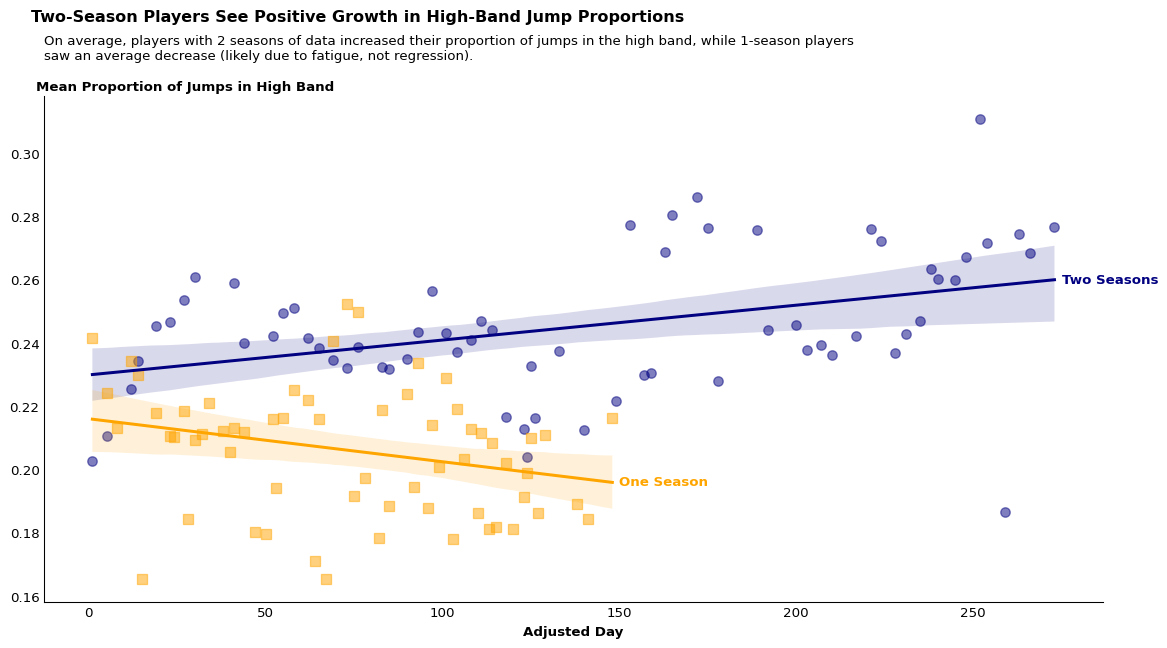 Two-Season Players See Positive Growth in High-Band Jump Proportions
On average, players with 2 seasons of data increased their proportion of jumps in the high band, while 1-season players
saw an average decrease (likely due to fatigue, not regression).
Mean Proportion of Jumps in High Band
0.30
0.28
0.26
Two Seasons
0.24
0.22
0.20
One Season
0.18
0.16
0 50 100 150 200 250
Adjusted Day